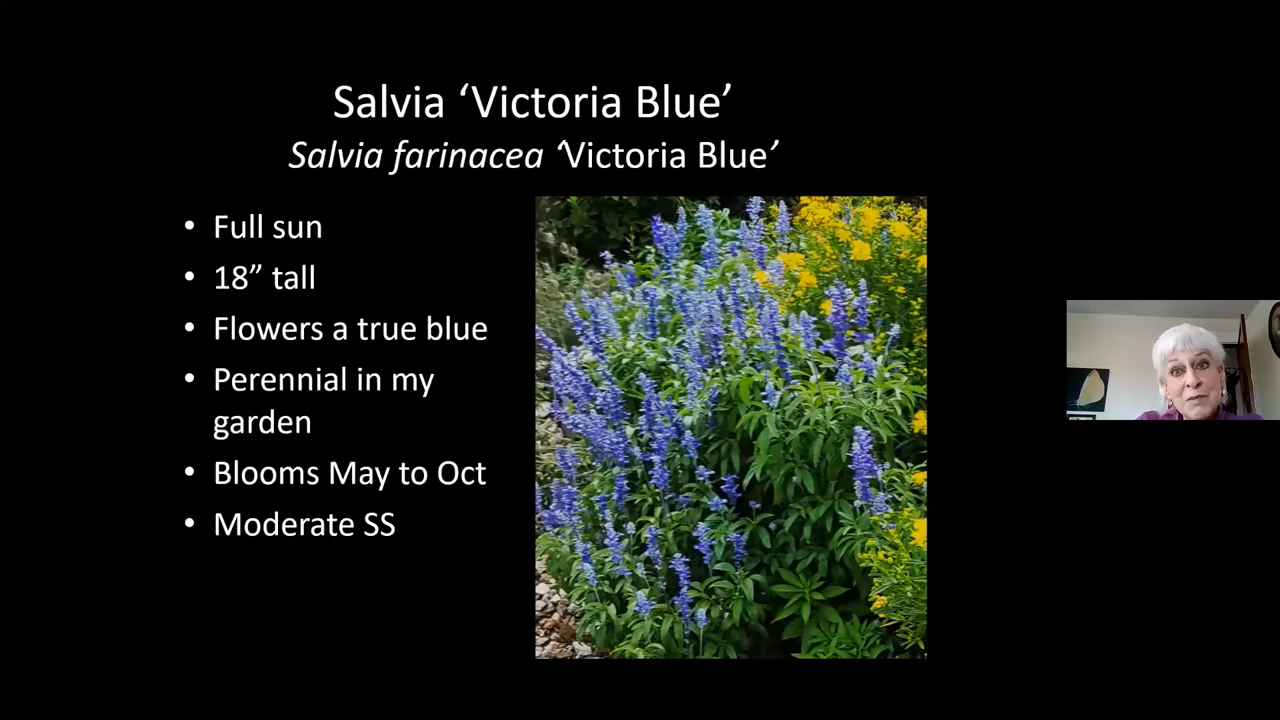 Salvia ‘Victoria Blue’
Salvia farinacea ‘Victoria Blue’
• Full sun
• 18” tall
• Flowers a true blue
• Perennial in my
garden
• Blooms May to Oct
• Moderate SS